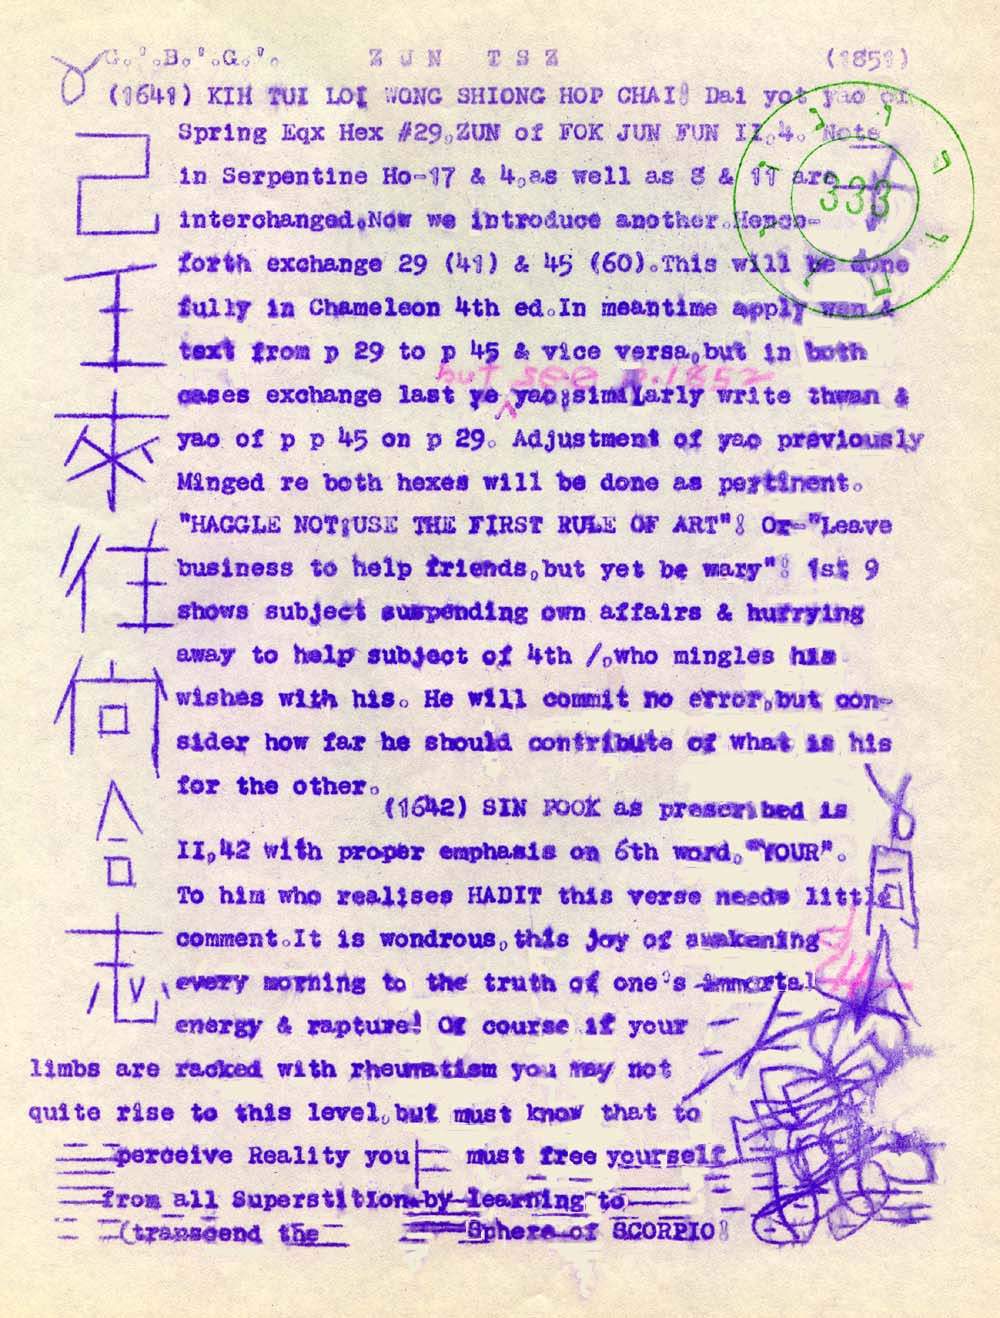 G.'.B.'.G.'. ZUN TSZ (1851)
(1641) KIH TUI LOI WONG SHIONG HOP CHAI! Dai yot yao of
Spring Eqx Hex #29,ZUN of FOK JUN FUN II,4. Note
in Serpentine Ho-17 & 4,as well as 8 & 11 are
333
interchanged.Now we introduce another.Hence-
forth exchange 29 (41) & 45 (60).This will be done
fully in Chameleon 4th ed.In meantime apply wan &
text from p 29 to p 45 & vice versa,but in both
but see p.1852
cases exchange last ye yao;similarly write thwan &
yao of p p 45 on p 29. Adjustment of yao previously
Minged re both hexes will be done as pertinent.
"HAGGLE NOT;USE THE FIRST RULE OF ART"! Or-"Leave
business to help friends,but yet be wary"! 1st 9
shows subject suspending own affairs & hurrying
away to help subject of 4th /,who mingles his
wishes with his. He will commit no error,but con-
sider how far he should contribute of what is his
for the other.
(1642) SIN FOOK as prescribed is
II,42 with proper emphasis on 6th word,"YOUR".
To him who realises HADIT this verse needs little
comment.It is wondrous,this joy of awakening
every morning to the truth of one's immortal
energy & rapture! Of course if your
limbs are racked with rheumatism you may not
quite rise to this level,but must know that to
perceive Reality you must free yourself
from all Superstition by learning to
(transcend the Sphere of SCORPIO!